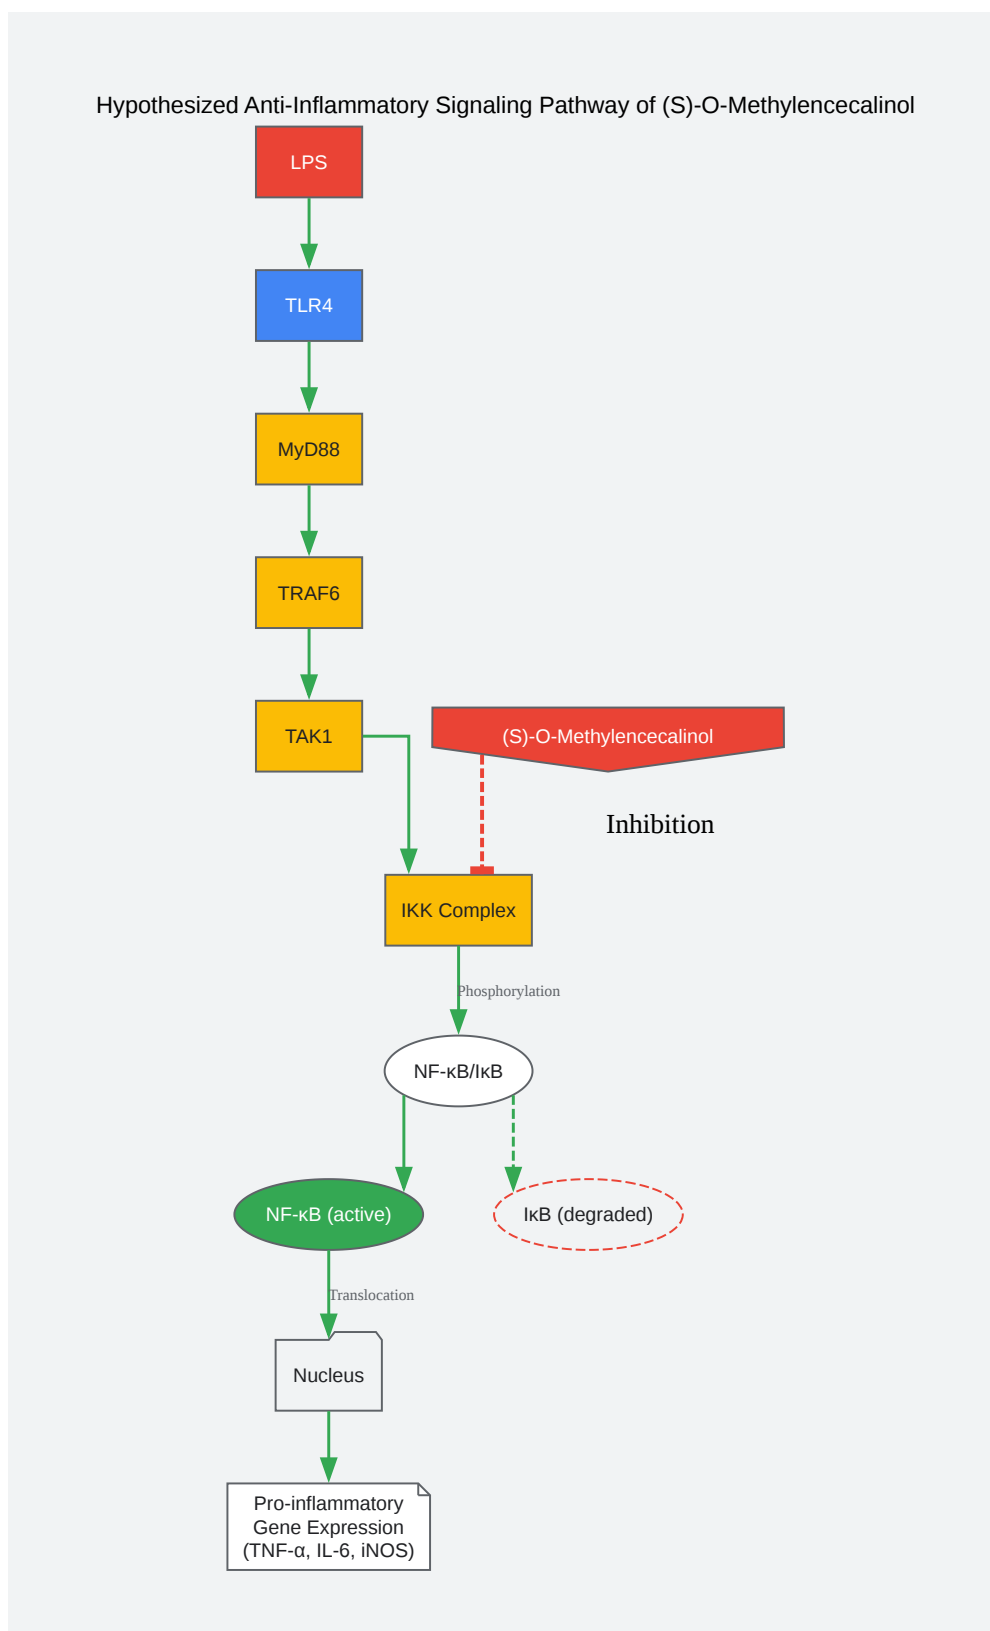 Hypothesized Anti-Inflammatory Signaling Pathway of (S)-O-Methylencecalinol
LPS
TLR4
MyD88
TRAF6
TAK1
(S)-O-Methylencecalinol
Inhibition
IKK Complex
Phosphorylation
NF-κB/IκB
NF-κB (active)
IκB (degraded)
Translocation
Nucleus
Pro-inflammatory
Gene Expression
(TNF-α, IL-6, iNOS)